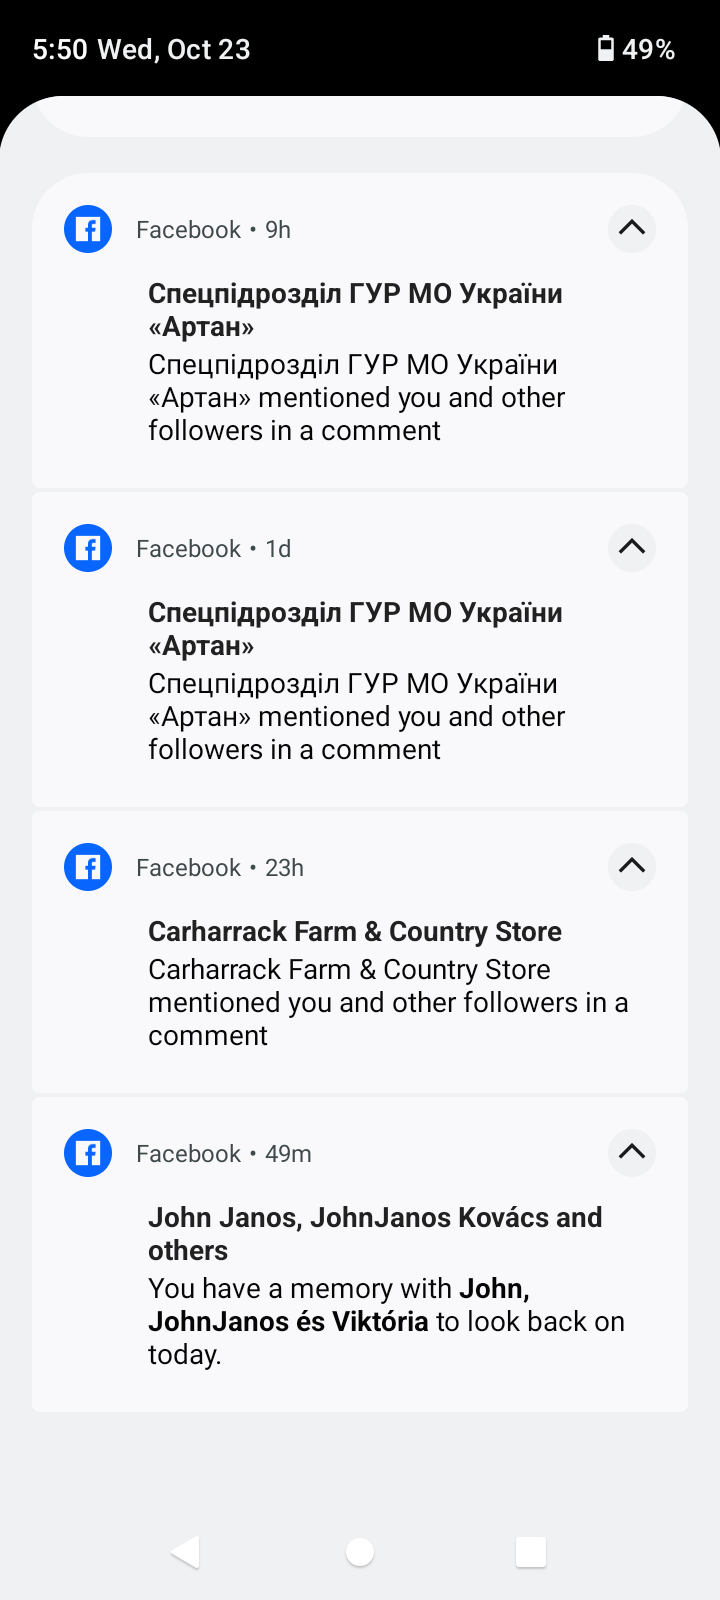 5:50 Wed, Oct 23 49%
Facebook • 9h
Спецпідрозділ ГУР МО України
«Артан»
Спецпідрозділ ГУР МО України
«Артан» mentioned you and other
followers in a comment
Facebook • 1d
Спецпідрозділ ГУР МО України
«Артан»
Спецпідрозділ ГУР МО України
«Артан» mentioned you and other
followers in a comment
Facebook • 23h
Carharrack Farm & Country Store
Carharrack Farm & Country Store
mentioned you and other followers in a
comment
Facebook • 49m
John Janos, JohnJanos Kovács and
others
You have a memory with John,
JohnJanos és Viktória to look back on
today.